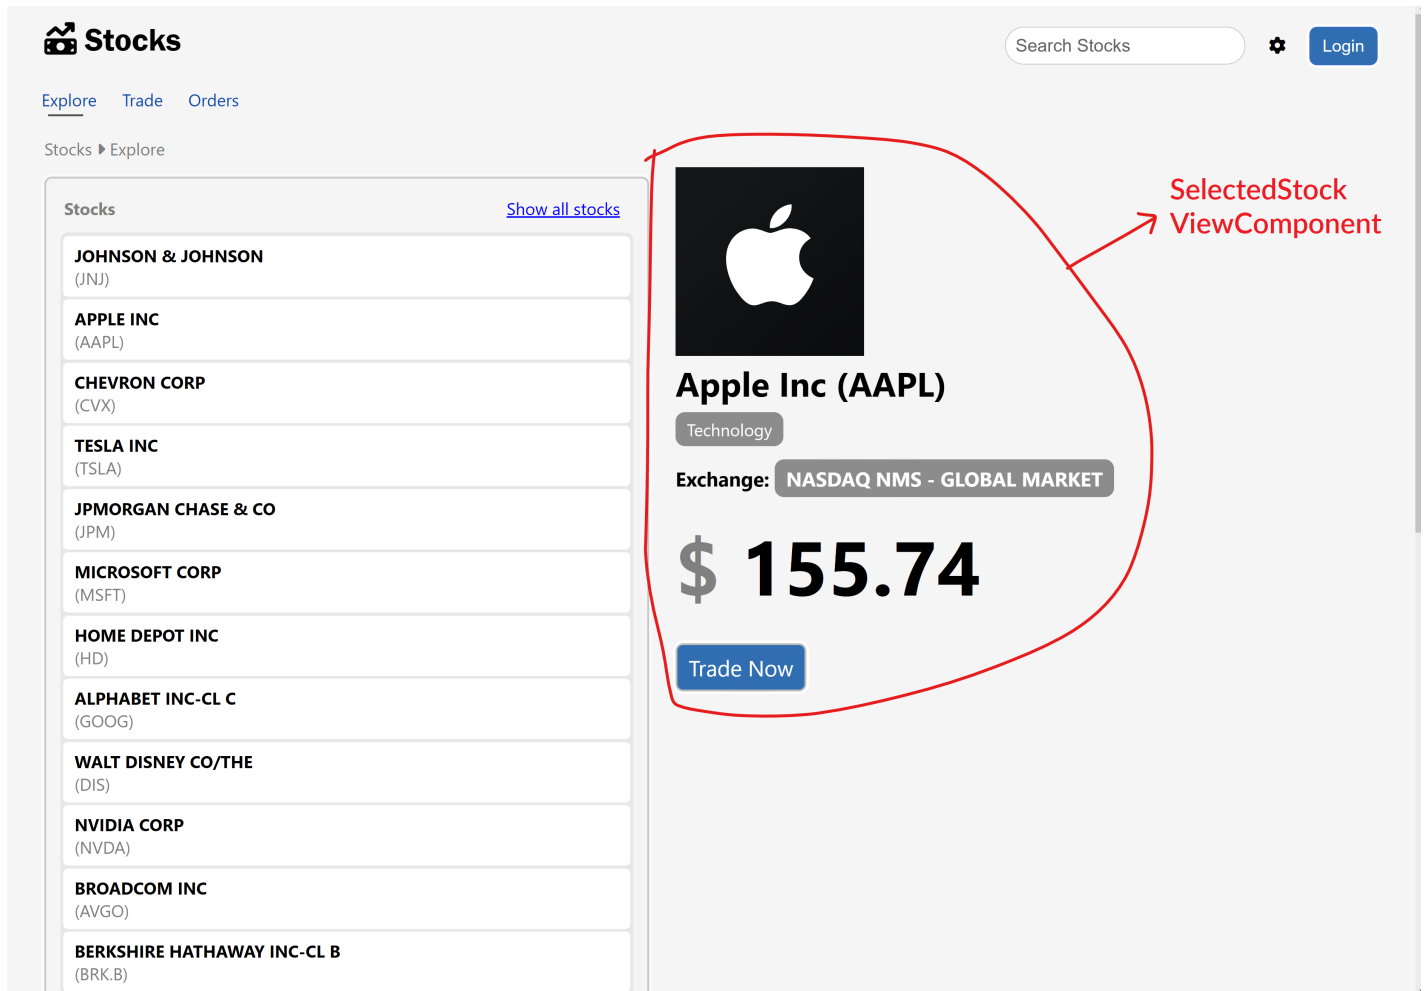 Stocks
Search Stocks
Login
Explore
Trade
Orders
Stocks Explore
Stocks
Show all stocks
JOHNSON & JOHNSON
(JNJ)
APPLE INC
(AAPL)
CHEVRON CORP
(CVX)
TESLA INC
(TSLA)
JPMORGAN CHASE & CO
(JPM)
MICROSOFT CORP
(MSFT)
HOME DEPOT INC
(HD)
ALPHABET INC-CL C
(GOOG)
WALT DISNEY CO/THE
(DIS)
NVIDIA CORP
(NVDA)
BROADCOM INC
(AVGO)
BERKSHIRE HATHAWAY INC-CL B
(BRK.B)
Apple Inc (AAPL)
Technology
Exchange: NASDAQ NMS - GLOBAL MARKET
$ 155.74
Trade Now
SelectedStock
ViewComponent